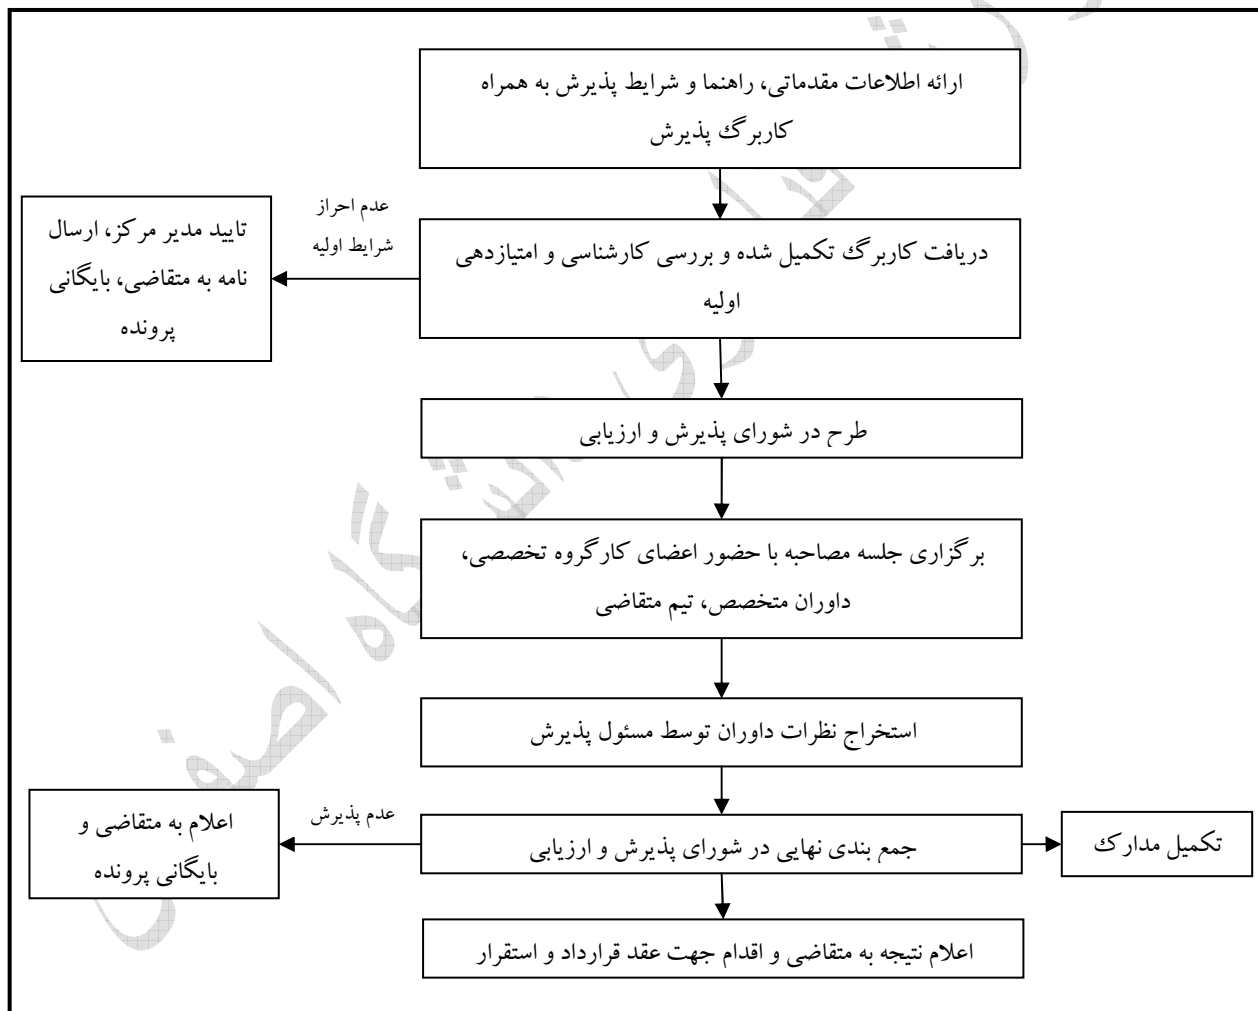 ارائه اطلاعات مقدماتی، راهنما و شرایط پذیرش به همراه
کاربرگ پذیرش
عدم احراز
شرایط اولیه
تایید مدیر مرکز، ارسال
نامه به متقاضی، بایگانی
پرونده
دریافت کاربرگ تکمیل شده و بررسی کارشناسی و امتیازدهی
اولیه
طرح در شورای پذیرش و ارزیابی
برگزاری جلسه مصاحبه با حضور اعضای کارگروه تخصصی،
داوران متخصص، تیم متقاضی
استخراج نظرات داوران توسط مسئول پذیرش
تکمیل مدارک
جمع بندی نهایی در شورای پذیرش و ارزیابی
عدم پذیرش
اعلام به متقاضی و
بایگانی پرونده
اعلام نتیجه به متقاضی و اقدام جهت عقد قرارداد و استقرار